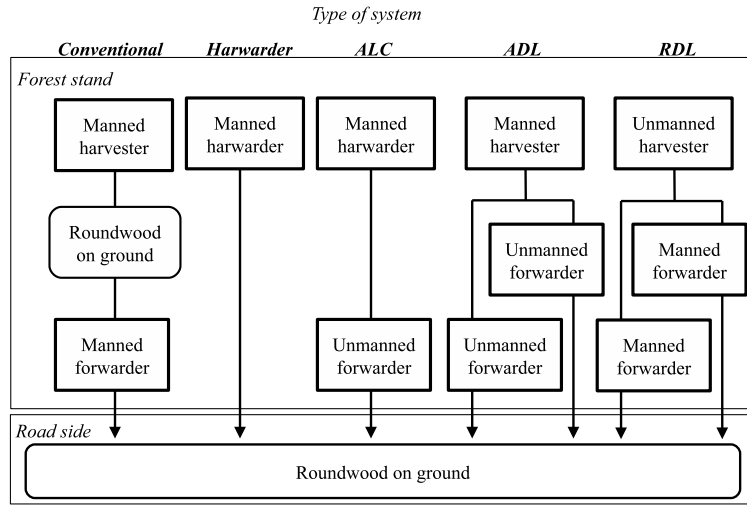 Type of system
Conventional Harwarder ALC ADL RDL
Forest stand
Manned
harvester
Manned
harwarder
Manned
harwarder
Manned
harvester
Unmanned
harvester
Roundwood
on ground
Unmanned
forwarder
Manned
forwarder
Manned
forwarder
Unmanned
forwarder
Unmanned
forwarder
Manned
forwarder
Road side
Roundwood on ground